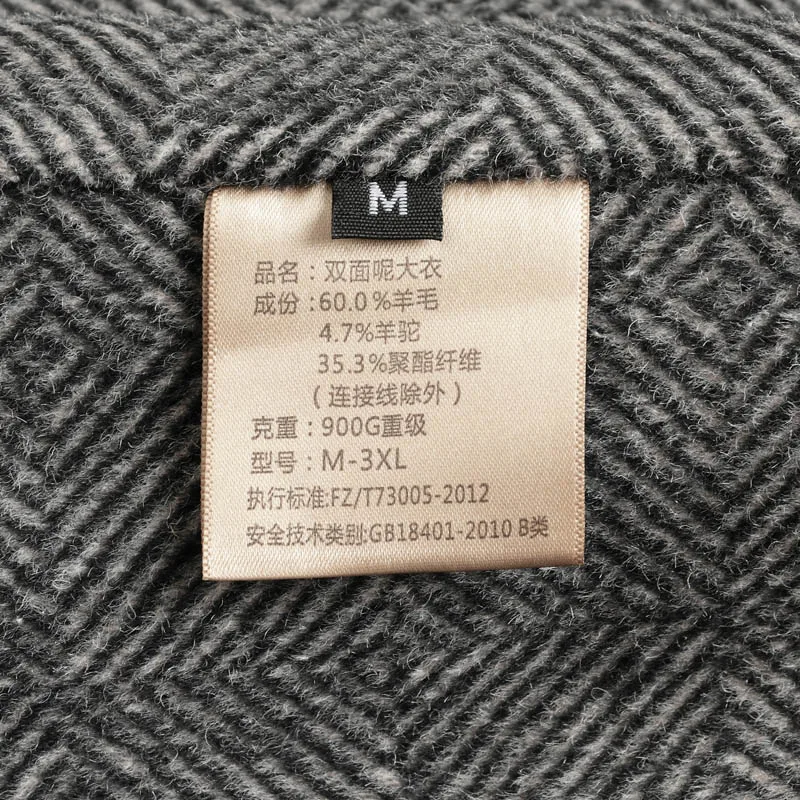 M
品名：双面呢大衣
成份：60.0%羊毛
4.7%羊驼
35.3%聚酯纤维
（连接线除外）
克重：900G重级
型号：M-3XL
执行标准:FZ/T73005-2012
安全技术类别:GB18401-2010 B类